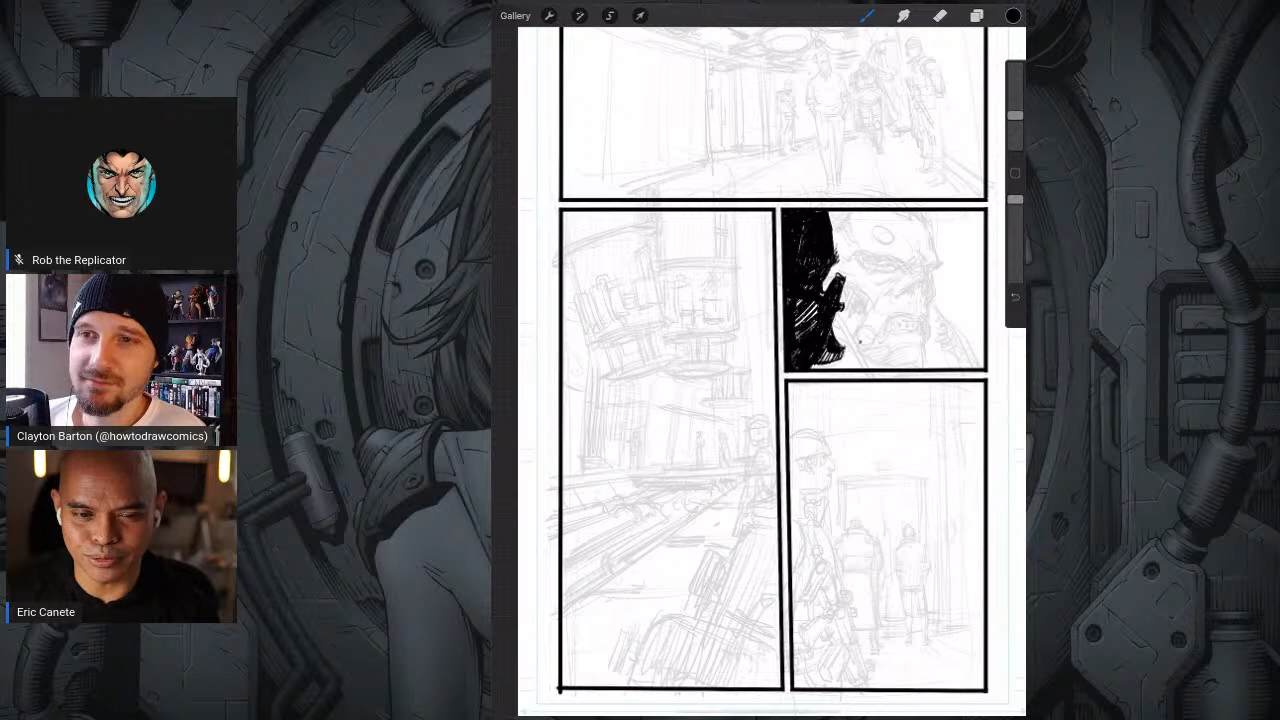 Gallery
Rob the Replicator
Clayton Barton (@howtodrawcomics)
Eric Canete